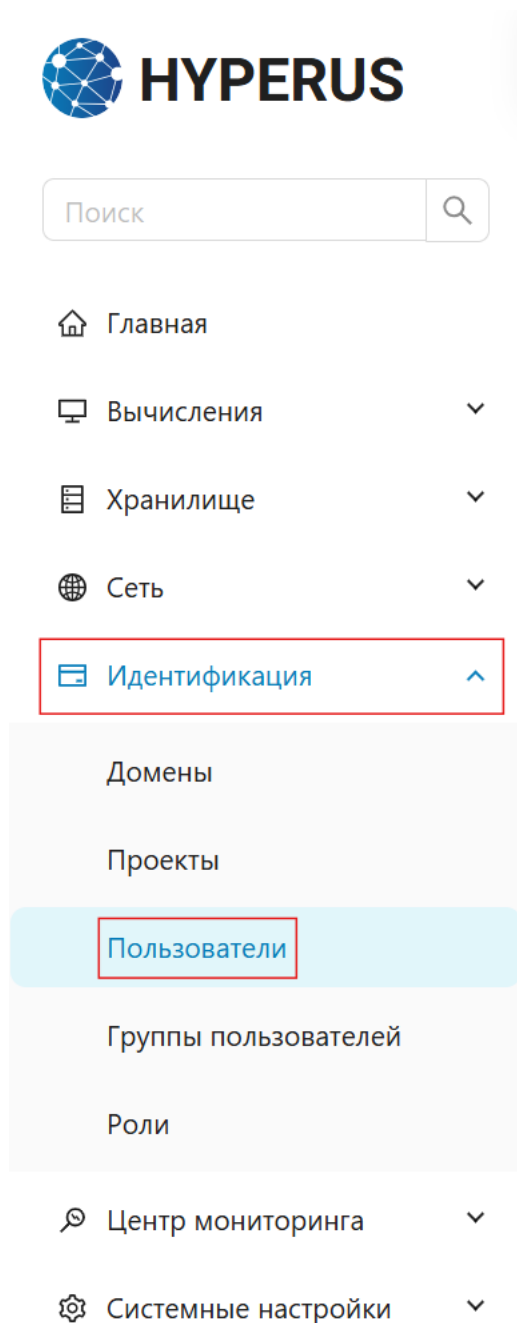 HYPERUS
Поиск
Главная
Вычисления
Хранилище
Сеть
Идентификация
Домены
Проекты
Пользователи
Группы пользователей
Роли
Центр мониторинга
Системные настройки